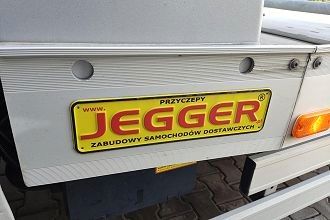 PRZYCZEPY
www.
JEGGER®
ZABUDOWY SAMOCHODÓW DOSTAWCZYCH